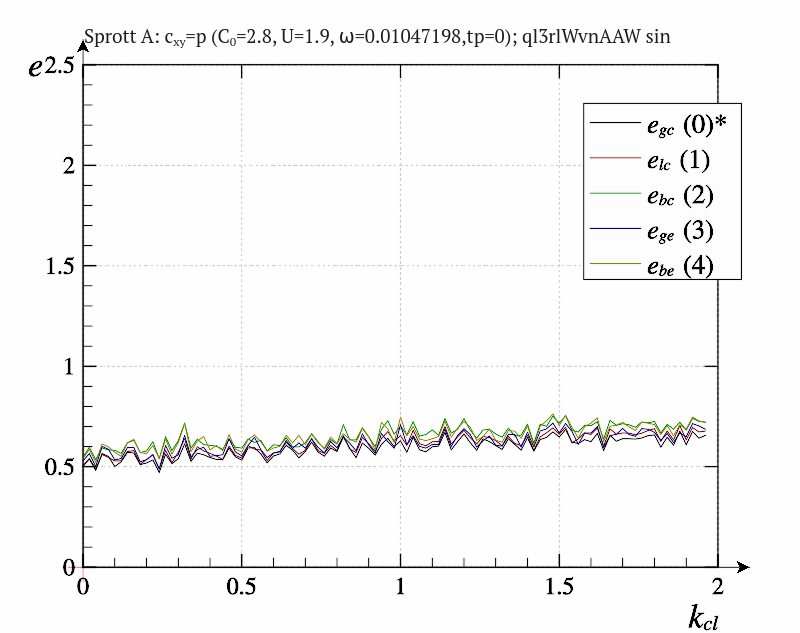 Sprott A: cxy=p (C0=2.8, U=1.9, ω=0.01047198,tp=0); ql3rlWvnAAW sin
e
2.5
2
1.5
1
0.5
0
egc (0)*
elc (1)
ebc (2)
ege (3)
ebe (4)
0 0.5 1 1.5 2
kcl